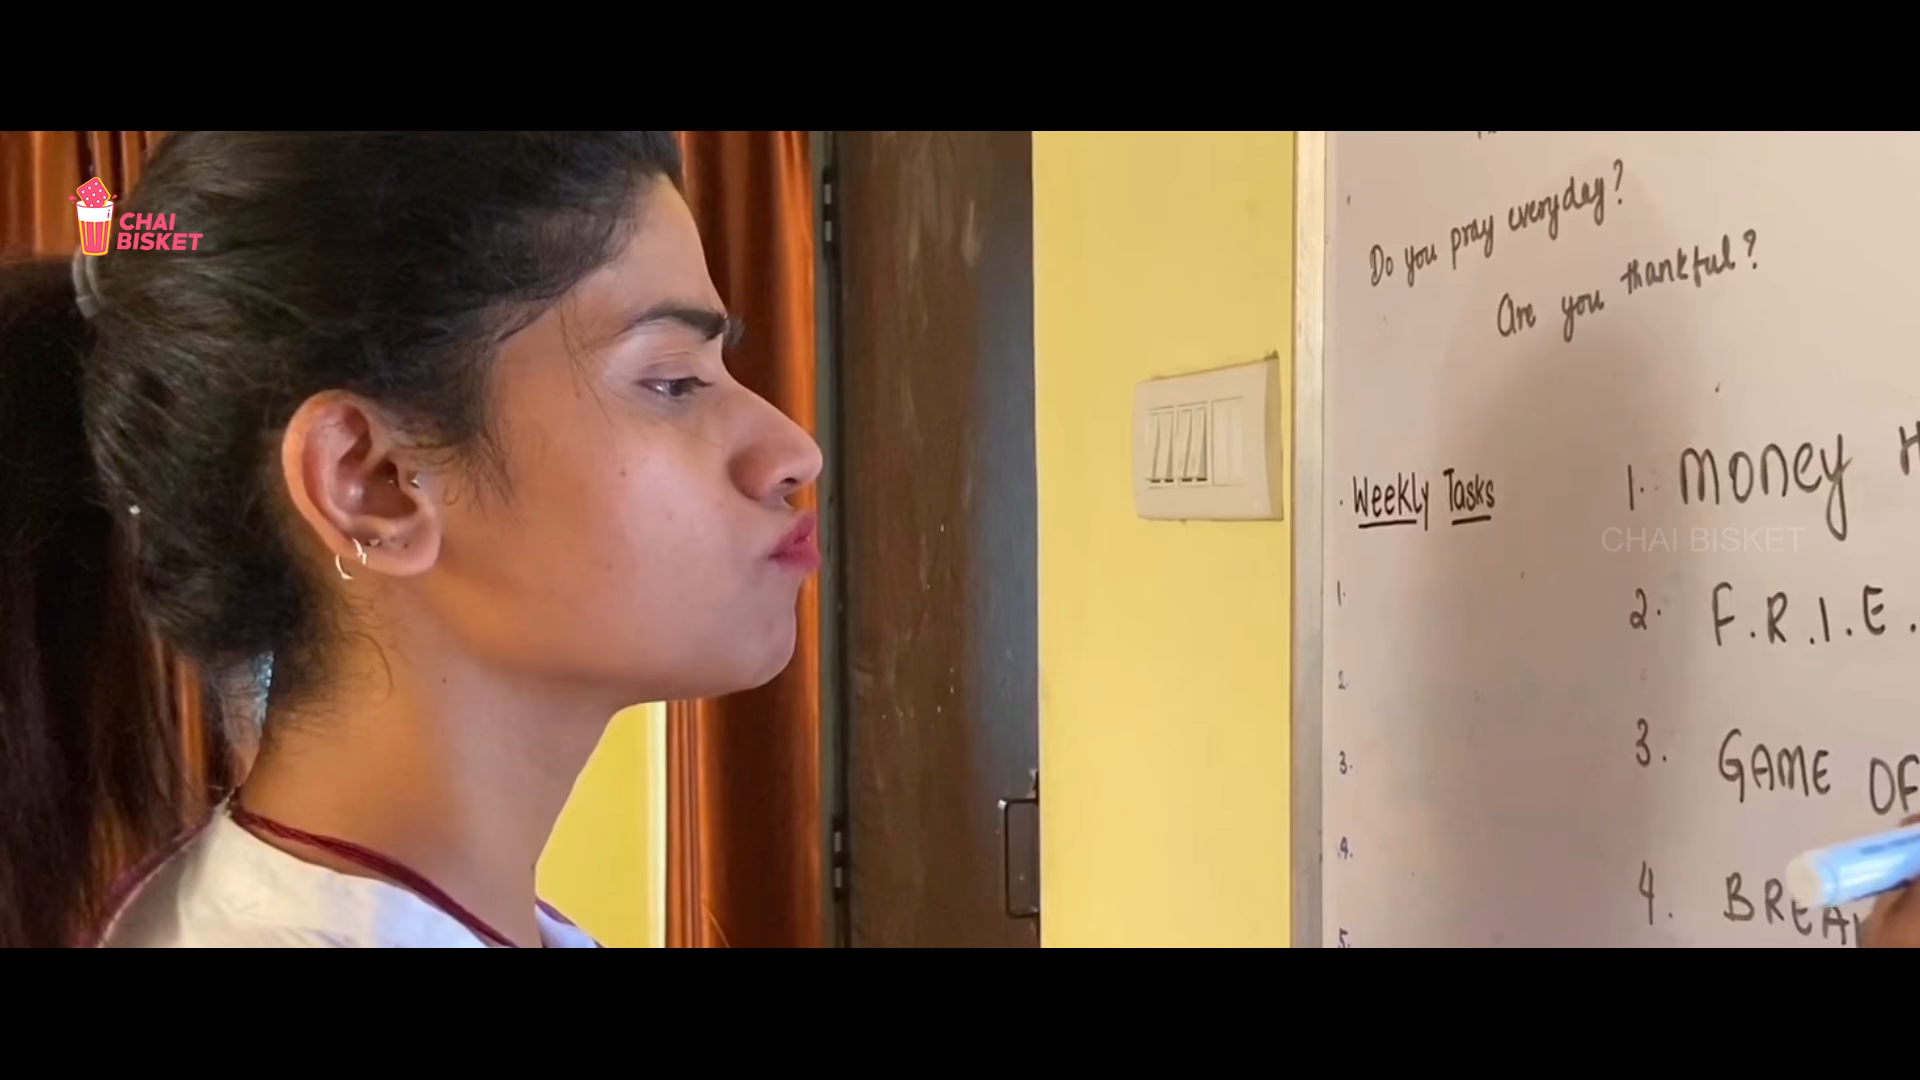 CHAI
BISKET
Do you pray everyday?
Are you thankful?
Weekly Tasks
1. MONEY H
CHAI BISKET
1.
2. F.R.I.E.
2.
3. GAME OF
3.
4. BREA
4.
5.